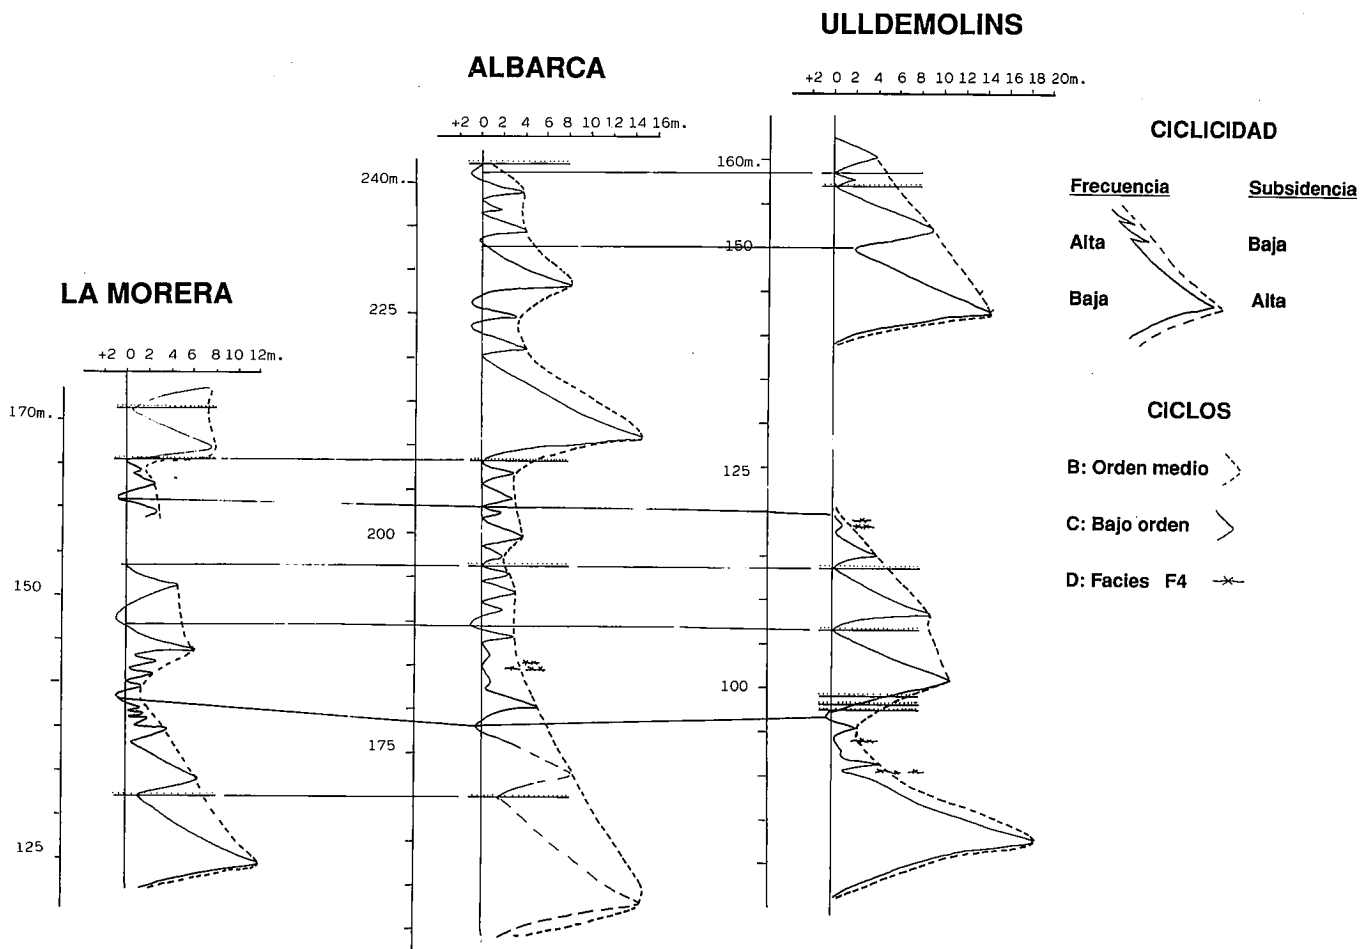 ULLDEMOLINS
+2 0 2 4 6 8 10 12 14 16 18 20m.
ALBARCA
+2 0 2 4 6 8 10 12 14 16m.
LA MORERA
+2 0 2 4 6 8 10 12m.
170m.
150
125
240m.
225
200
175
160m.
150
125
100
CICLICIDAD
Frecuencia Subsidencia
Alta Baja
Baja Alta
CICLOS
B: Orden medio
C: Bajo orden
D: Facies F4